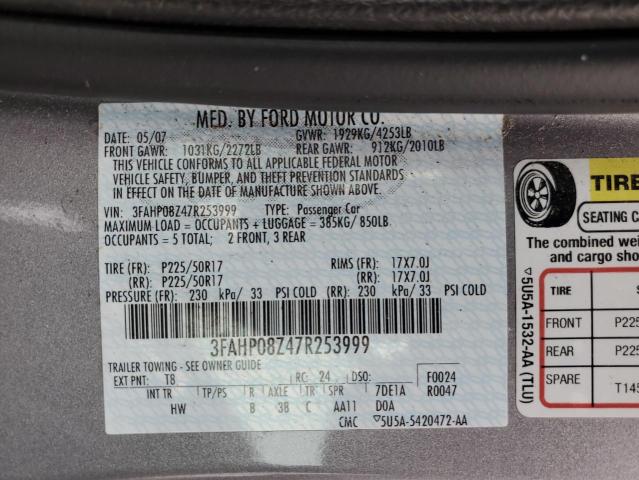 MFD. BY FORD MOTOR CO.
DATE: 05/07 GVWR: 1929KG/4253LB
FRONT GAWR: 1031KG/2272LB REAR GAWR: 912KG/2010LB
THIS VEHICLE CONFORMS TO ALL APPLICABLE FEDERAL MOTOR
VEHICLE SAFETY, BUMPER, AND THEFT PREVENTION STANDARDS
IN EFFECT ON THE DATE OF MANUFACTURE SHOWN ABOVE.
VIN: 3FAHP08Z47R253999 TYPE: Passenger Car
MAXIMUM LOAD = OCCUPANTS + LUGGAGE = 385KG/ 850LB
OCCUPANTS = 5 TOTAL; 2 FRONT, 3 REAR
TIRE (FR): P225/50R17 RIMS (FR): 17X7.0J
(RR): P225/50R17 (RR): 17X7.0J
PRESSURE (FR): 230 kPa/ 33 PSI COLD (RR): 230 kPa/ 33 PSI COLD
3FAHP08Z47R253999
TRAILER TOWING - SEE OWNER GUIDE
EXT PNT: T8 RC: 24 DSO: F0024
INT TR TP/PS R AXLE TR SPR 7DE1A R0047
HW B 3B C AA11 D0A
CMC ▽5U5A-5420472-AA
▽5U5A-1532-AA (TLU)
TIRE
SEATING
The combined
and cargo
TIRE
FRONT P225
REAR P225
SPARE T145